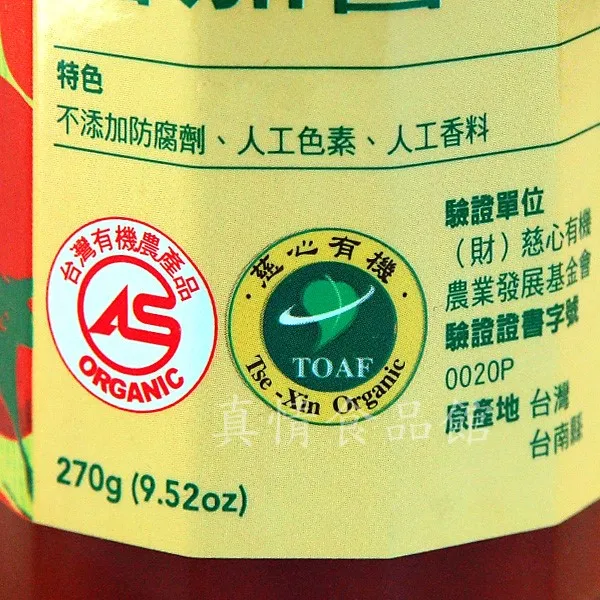 特色
不添加防腐劑、人工色素、人工香料
台灣有機農產品
AS
ORGANIC
慈心有機
TOAF
Tse-Xin Organic
驗證單位
（財）慈心有機
農業發展基金會
驗證證書字號
0020P
原產地 台灣
台南縣
270g (9.52oz)
真情食品館